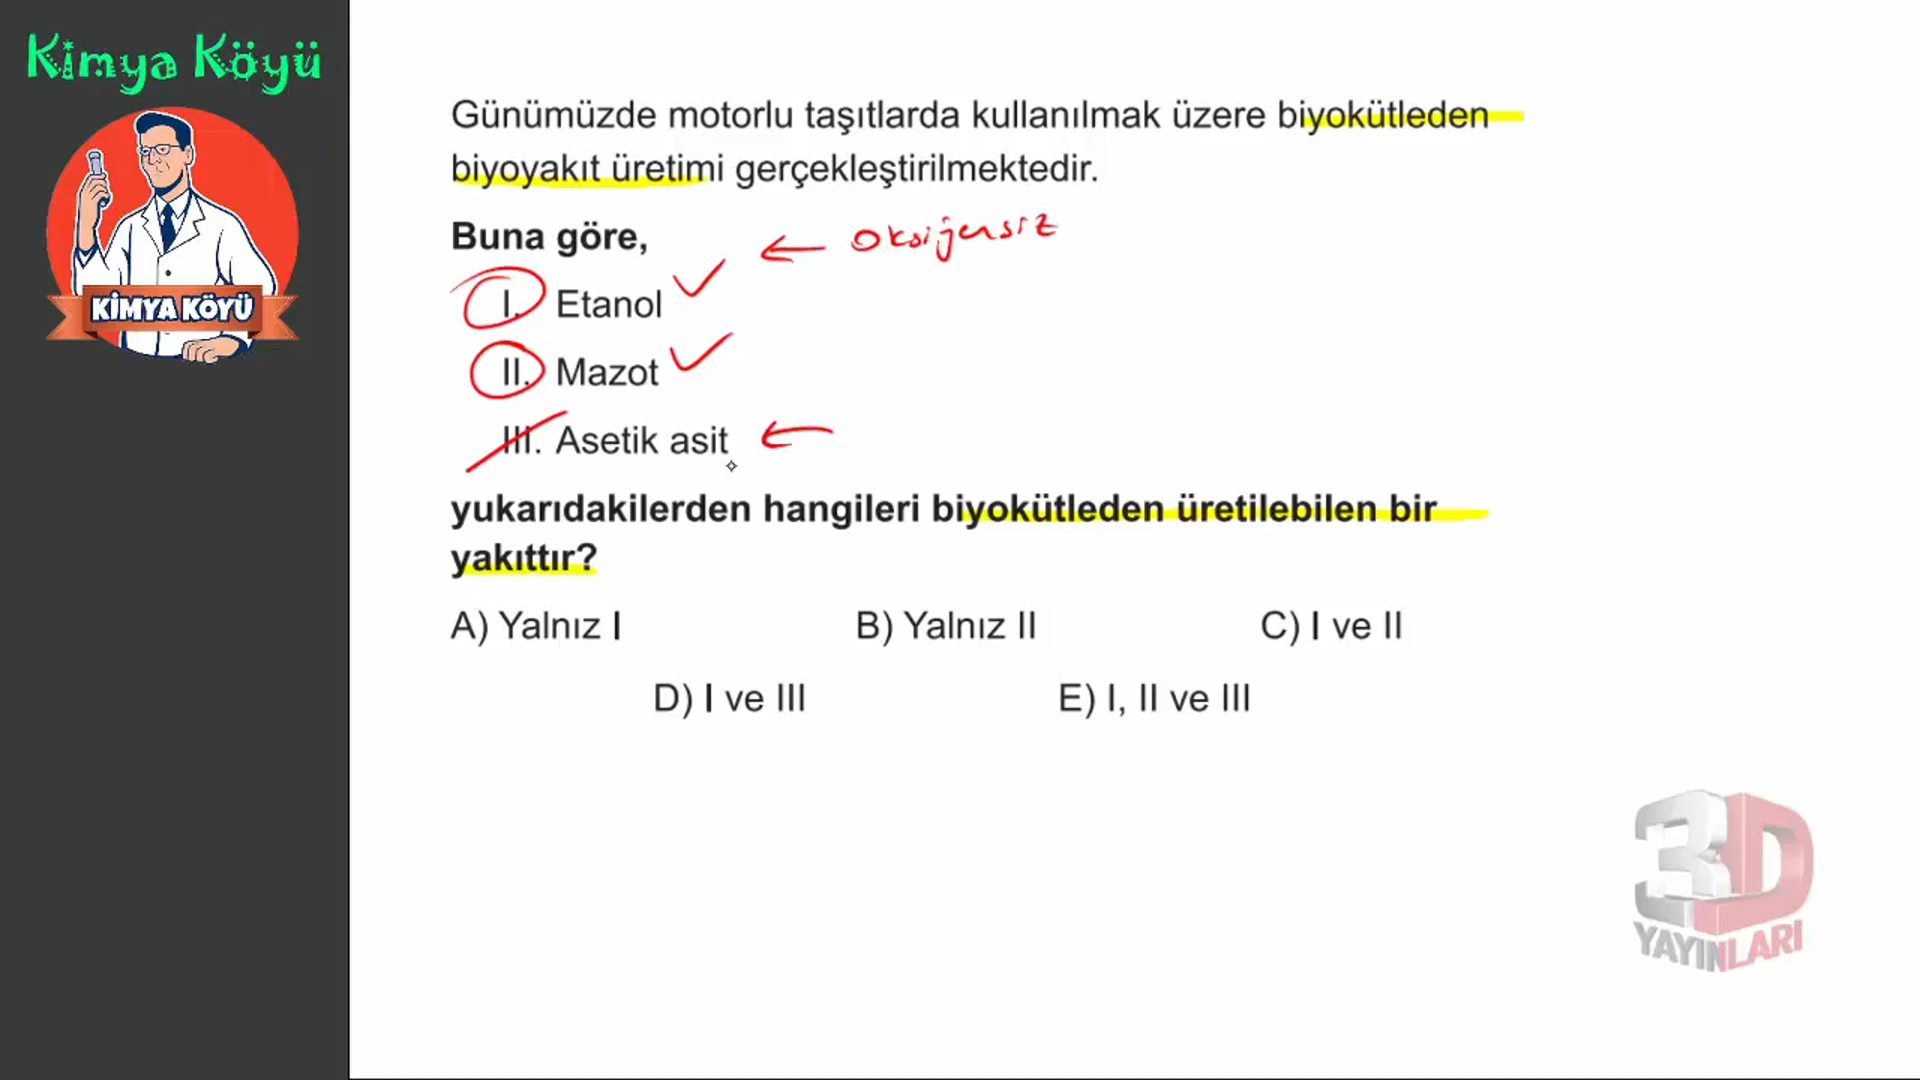 Kimya Köyü
KİMYA KÖYÜ
Günümüzde motorlu taşıtlarda kullanılmak üzere biyokütleden
biyoyakıt üretimi gerçekleştirilmektedir.
Buna göre,
← oksijensiz
I. Etanol ✓
II. Mazot ✓
III. Asetik asit ←
yukarıdakilerden hangileri biyokütleden üretilebilen bir
yakıttır?
A) Yalnız I B) Yalnız II C) I ve II
D) I ve III E) I, II ve III
3D
YAYINLARI